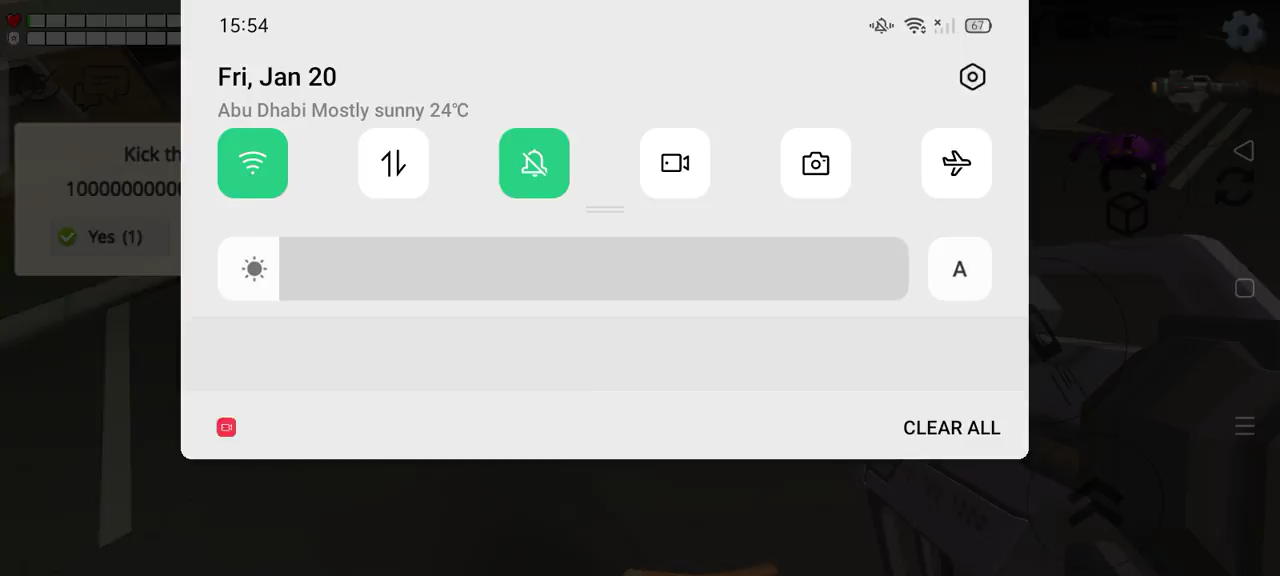 15:54
67
Fri, Jan 20
Abu Dhabi Mostly sunny 24℃
Kick th
10000000000
Yes (1)
A
CLEAR ALL